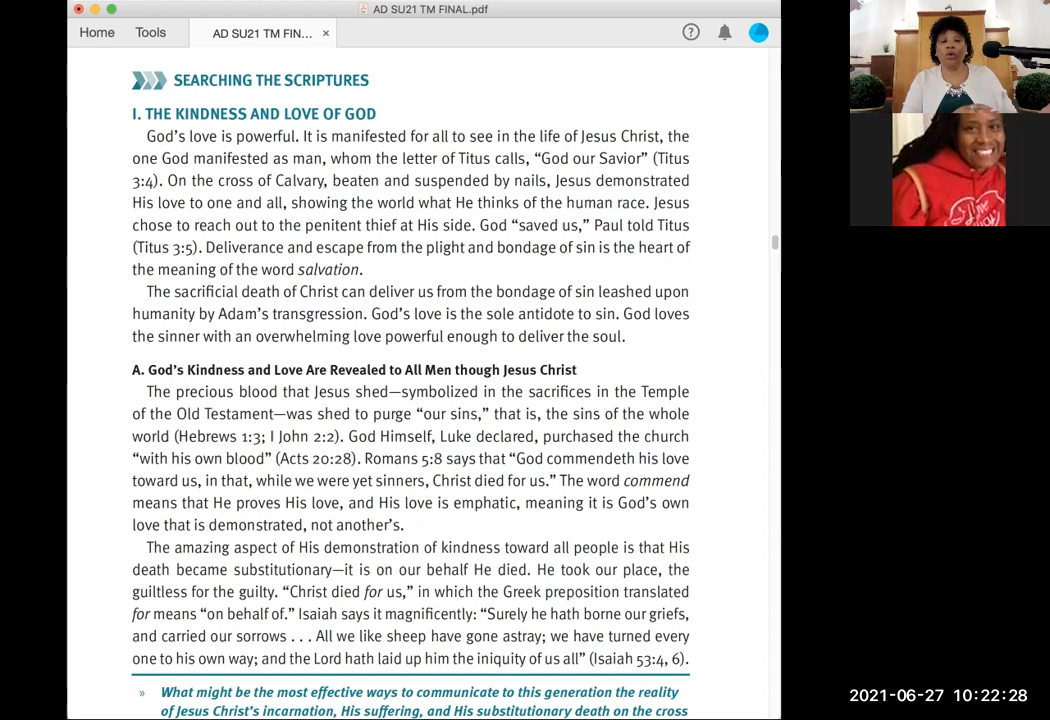 AD SU21 TM FINAL.pdf
Home Tools AD SU21 TM FIN... ×
SEARCHING THE SCRIPTURES
I. THE KINDNESS AND LOVE OF GOD
God's love is powerful. It is manifested for all to see in the life of Jesus Christ, the
one God manifested as man, whom the letter of Titus calls, "God our Savior" (Titus
3:4). On the cross of Calvary, beaten and suspended by nails, Jesus demonstrated
His love to one and all, showing the world what He thinks of the human race. Jesus
chose to reach out to the penitent thief at His side. God "saved us," Paul told Titus
(Titus 3:5). Deliverance and escape from the plight and bondage of sin is the heart of
the meaning of the word salvation.
The sacrificial death of Christ can deliver us from the bondage of sin leashed upon
humanity by Adam's transgression. God's love is the sole antidote to sin. God loves
the sinner with an overwhelming love powerful enough to deliver the soul.
A. God's Kindness and Love Are Revealed to All Men though Jesus Christ
The precious blood that Jesus shed—symbolized in the sacrifices in the Temple
of the Old Testament—was shed to purge "our sins," that is, the sins of the whole
world (Hebrews 1:3; I John 2:2). God Himself, Luke declared, purchased the church
"with his own blood" (Acts 20:28). Romans 5:8 says that "God commendeth his love
toward us, in that, while we were yet sinners, Christ died for us." The word commend
means that He proves His love, and His love is emphatic, meaning it is God's own
love that is demonstrated, not another's.
The amazing aspect of His demonstration of kindness toward all people is that His
death became substitutionary—it is on our behalf He died. He took our place, the
guiltless for the guilty. "Christ died for us," in which the Greek preposition translated
for means "on behalf of." Isaiah says it magnificently: "Surely he hath borne our griefs,
and carried our sorrows . . . All we like sheep have gone astray; we have turned every
one to his own way; and the Lord hath laid up him the iniquity of us all" (Isaiah 53:4, 6).
» What might be the most effective ways to communicate to this generation the reality
of Jesus Christ's incarnation, His suffering, and His substitutionary death on the cross
2021-06-27 10:22:28